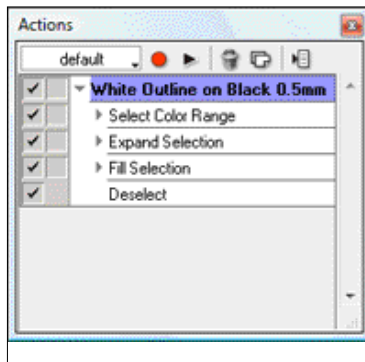 Actions
default
White Outline on Black 0.5mm
Select Color Range
Expand Selection
Fill Selection
Deselect